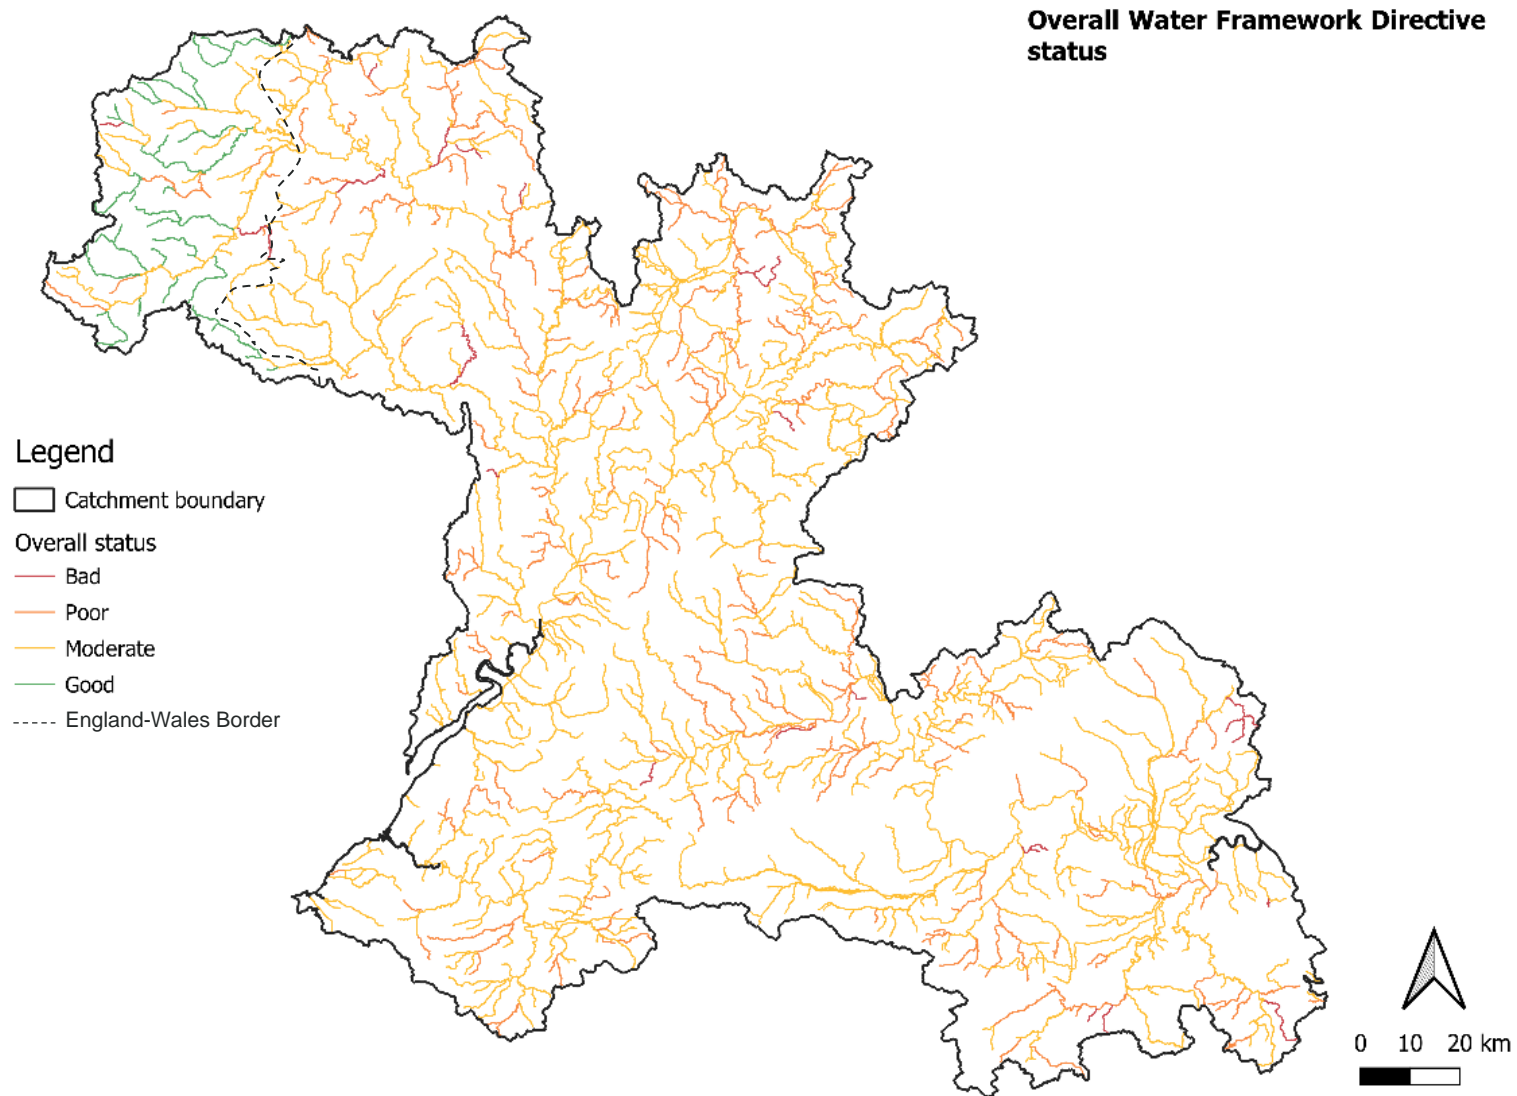 Overall Water Framework Directive
status
Legend
Catchment boundary
Overall status
Bad
Poor
Moderate
Good
England-Wales Border
0 10 20 km